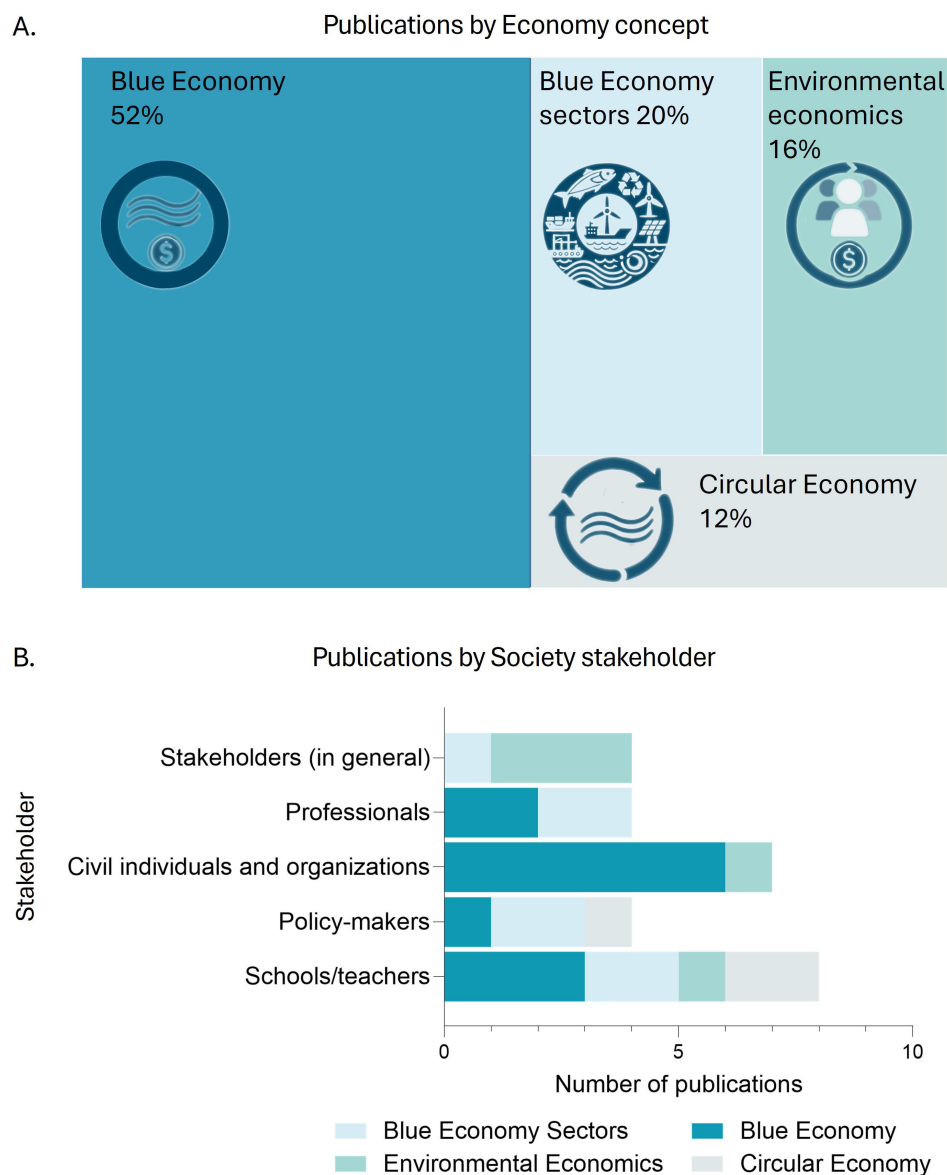 A.
Publications by Economy concept
Blue Economy
52%
Blue Economy
sectors 20%
Environmental
economics
16%
$
$
Circular Economy
12%
B.
Publications by Society stakeholder
Stakeholder
Stakeholders (in general)
Professionals
Civil individuals and organizations
Policy-makers
Schools/teachers
0
5
10
Number of publications
Blue Economy Sectors
Blue Economy
Environmental Economics
Circular Economy